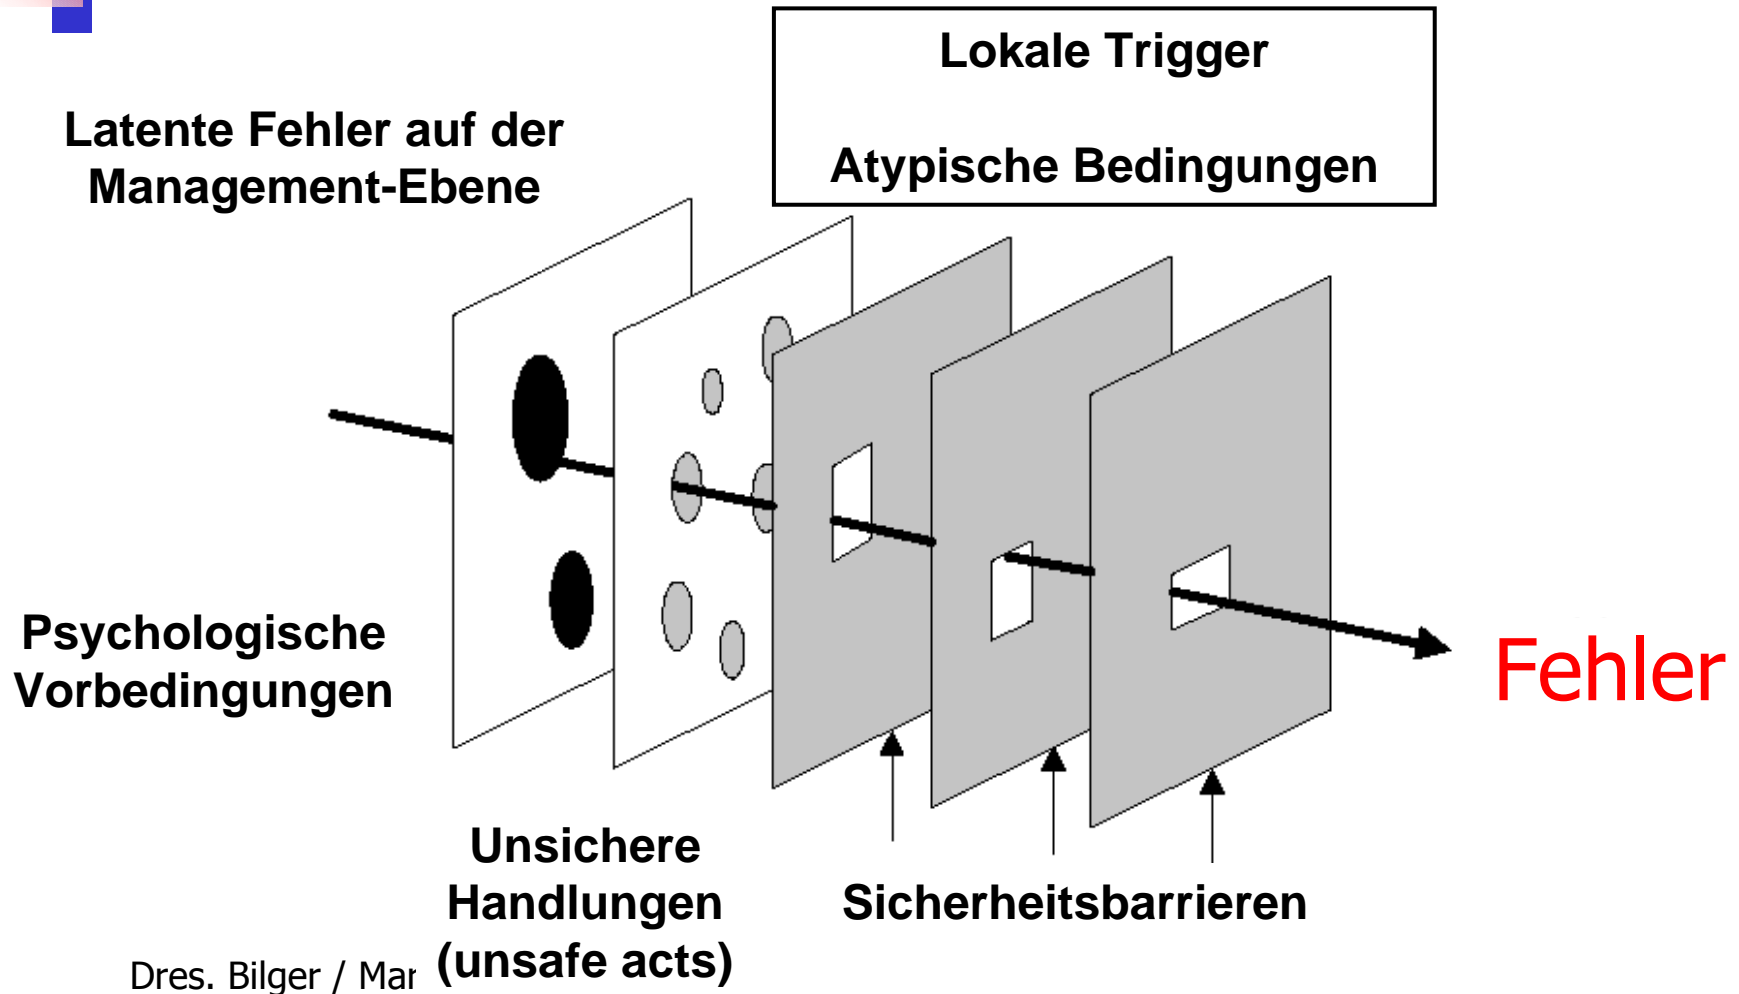 Lokale Trigger
Atypische Bedingungen
Latente Fehler auf der
Management-Ebene
Psychologische
Vorbedingungen
Fehler
Unsichere
Handlungen
(unsafe acts)
Sicherheitsbarrieren
Dres. Bilger / Mar